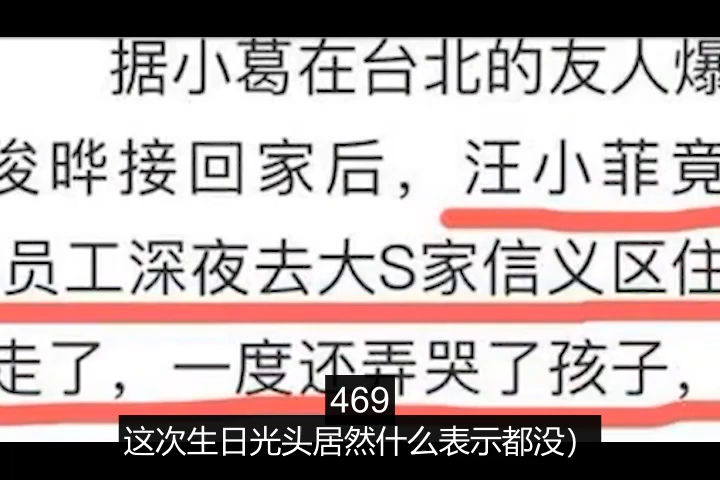 据小葛在台北的友人爆
俊晔接回家后，汪小菲竟
员工深夜去大S家信义区住
走了，一度还弄哭了孩子，
469
这次生日光头居然什么表示都没）